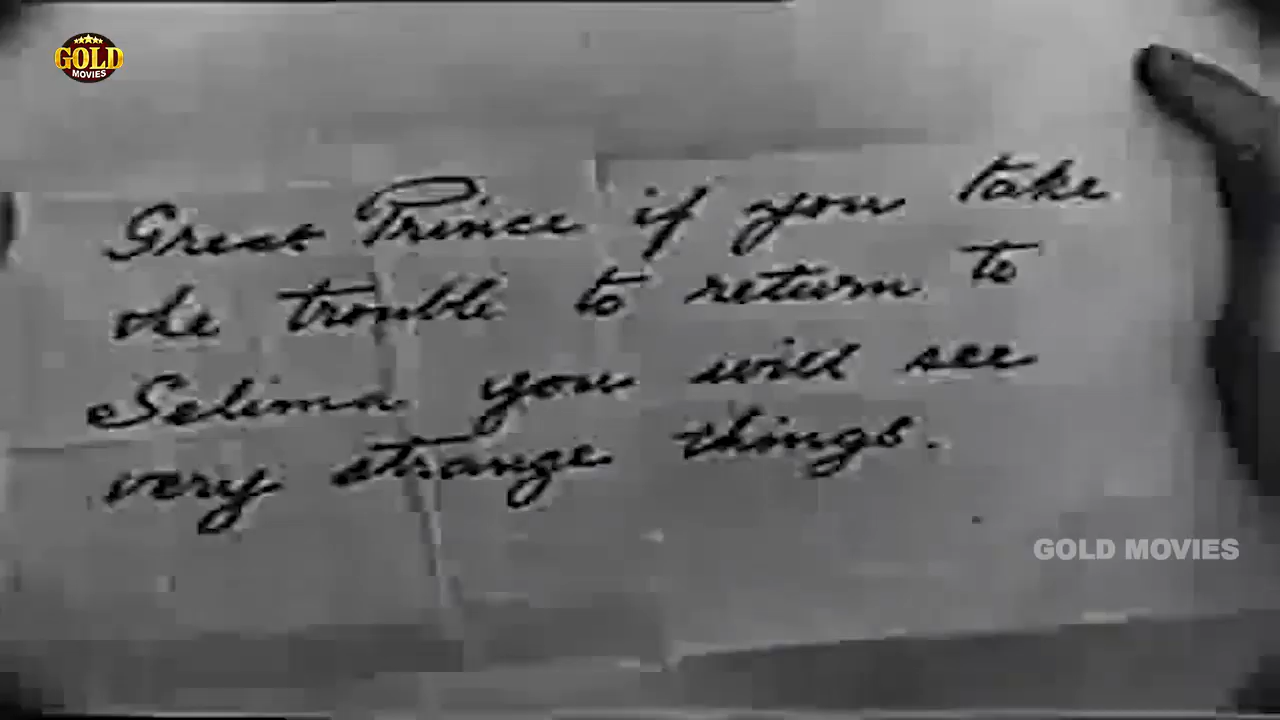 GOLD
MOVIES
Great Prince if you take
the trouble to return to
Selima you will see
very strange things.
GOLD MOVIES